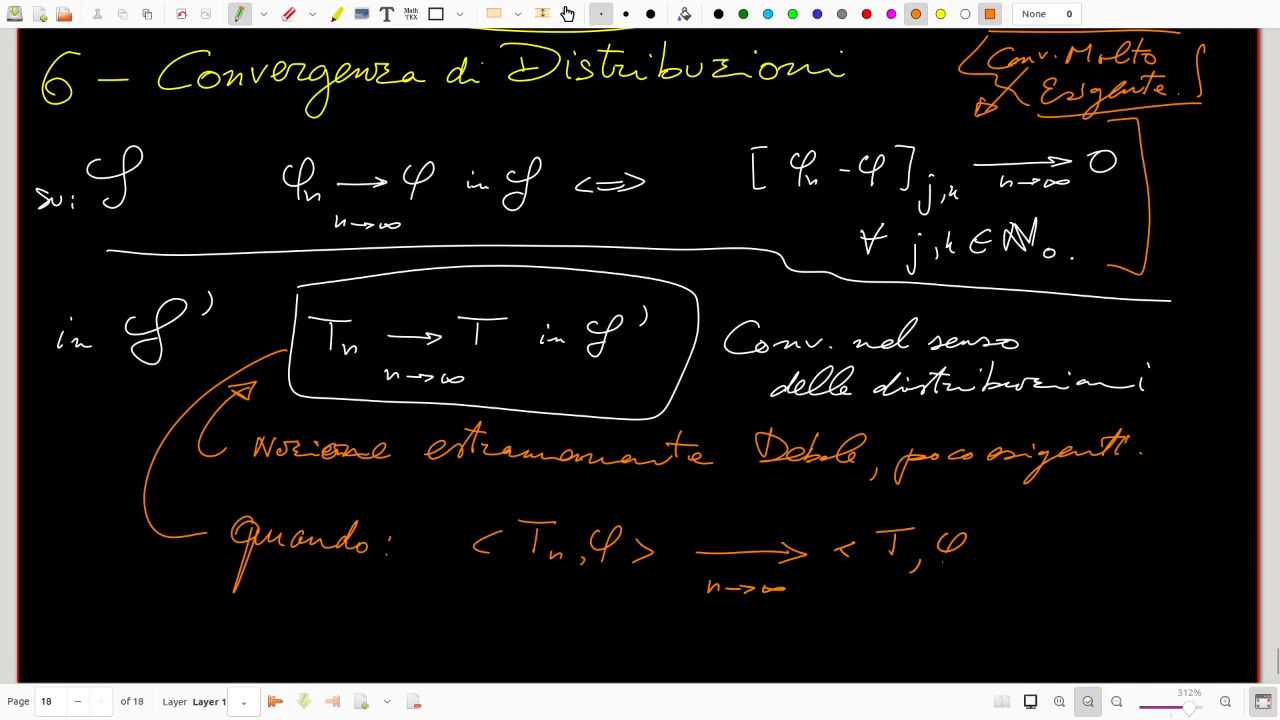 None 0
6 - Convergenza di Distribuzioni
Conv. Molto
Esigente.
su: 𝒮 φn → φ in 𝒮 <=> [φn - φ]j,k → 0
n→∞ n→∞
∀ j,k ∈ ℕ0.
in 𝒮' Tn → T in 𝒮' Conv. nel senso
n→∞ delle distribuzioni
Nozione estremamente Debole, poco esigente.
quando: < Tn, φ > → < T, φ
n→∞
Page 18 of 18 Layer Layer 1 312%